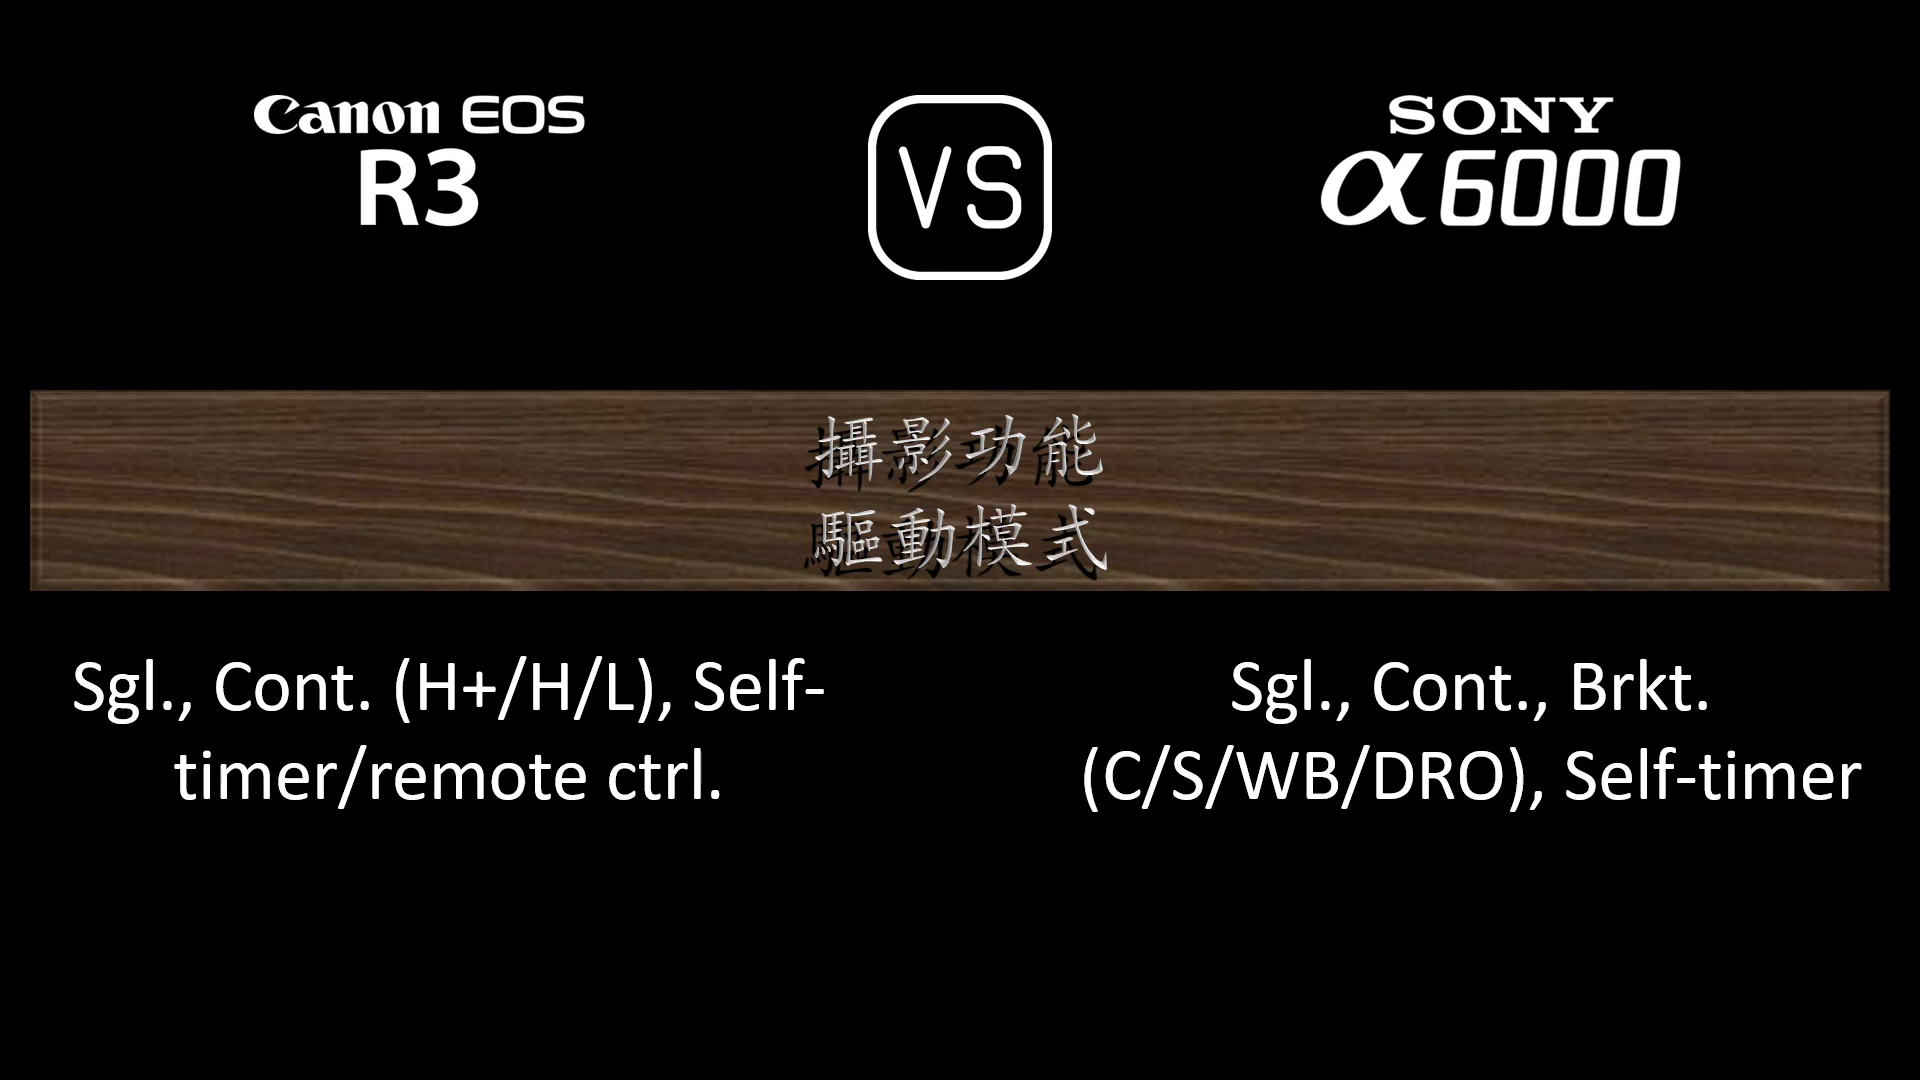 Canon EOS
R3
VS
SONY
α6000
攝影功能
驅動模式
Sgl., Cont. (H+/H/L), Self-
timer/remote ctrl.
Sgl., Cont., Brkt.
(C/S/WB/DRO), Self-timer